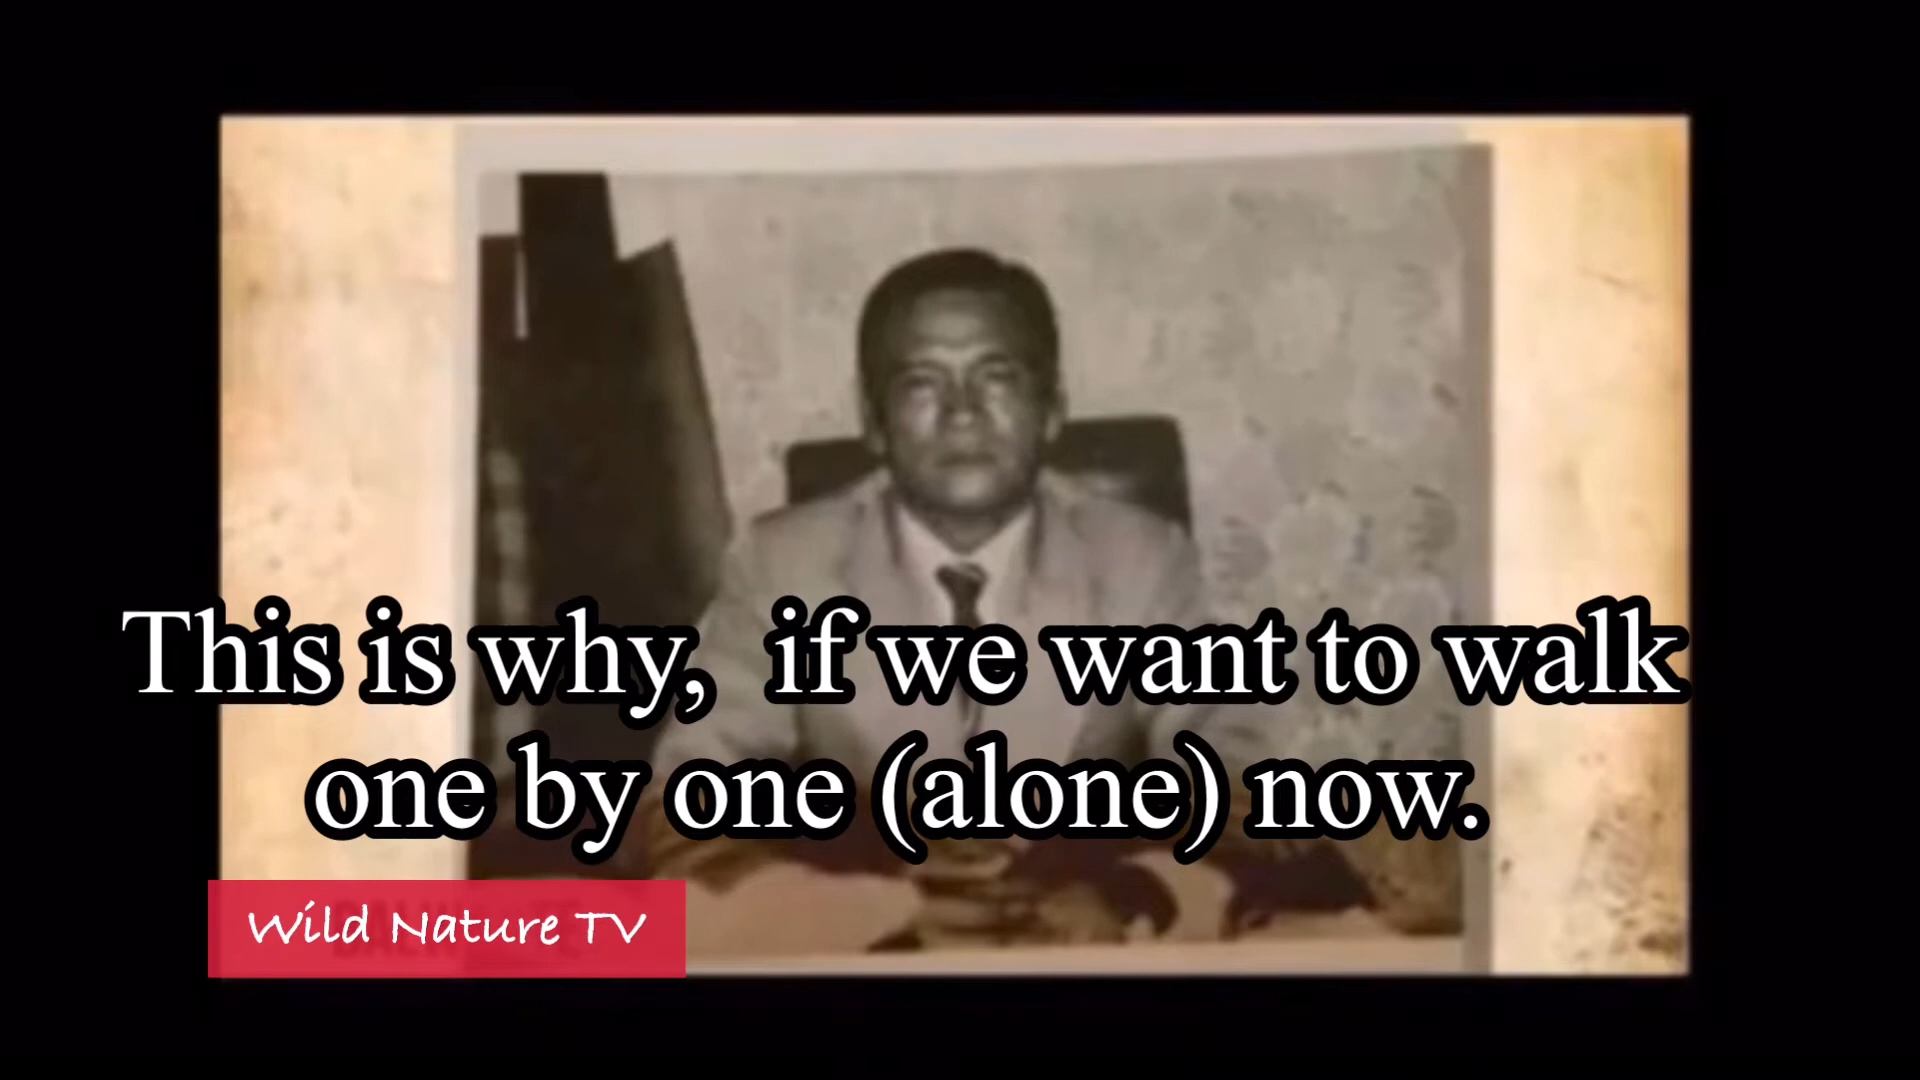 This is why,  if we want to walk
one by one (alone) now.
Wild Nature TV